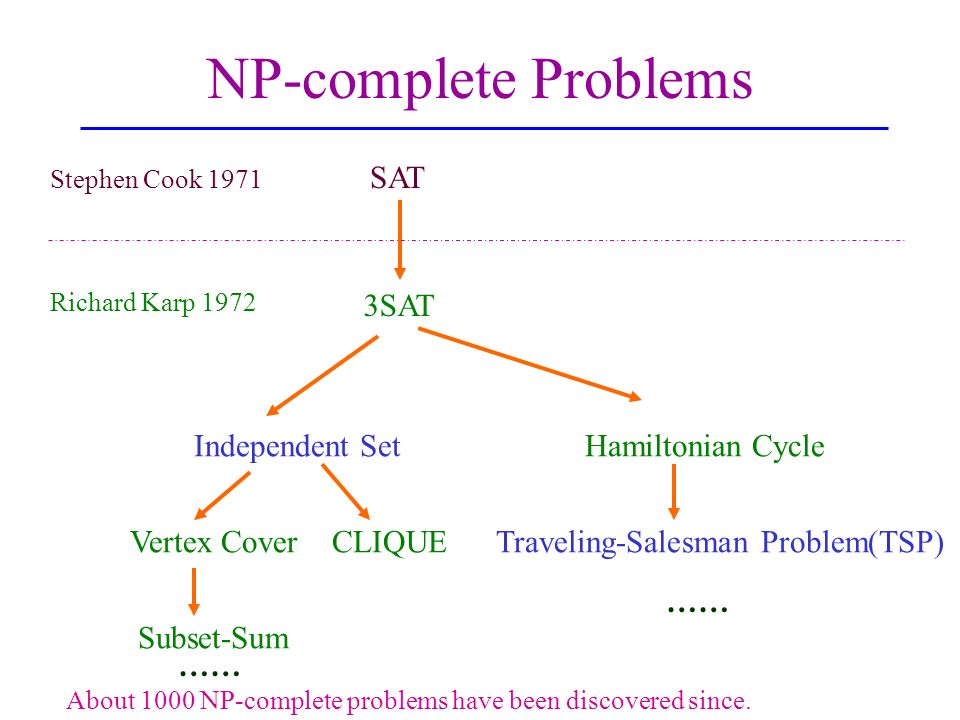 NP-complete Problems
Stephen Cook 1971 SAT
Richard Karp 1972 3SAT
Independent Set Hamiltonian Cycle
Vertex Cover CLIQUE Traveling-Salesman Problem(TSP)
……
Subset-Sum
……
About 1000 NP-complete problems have been discovered since.